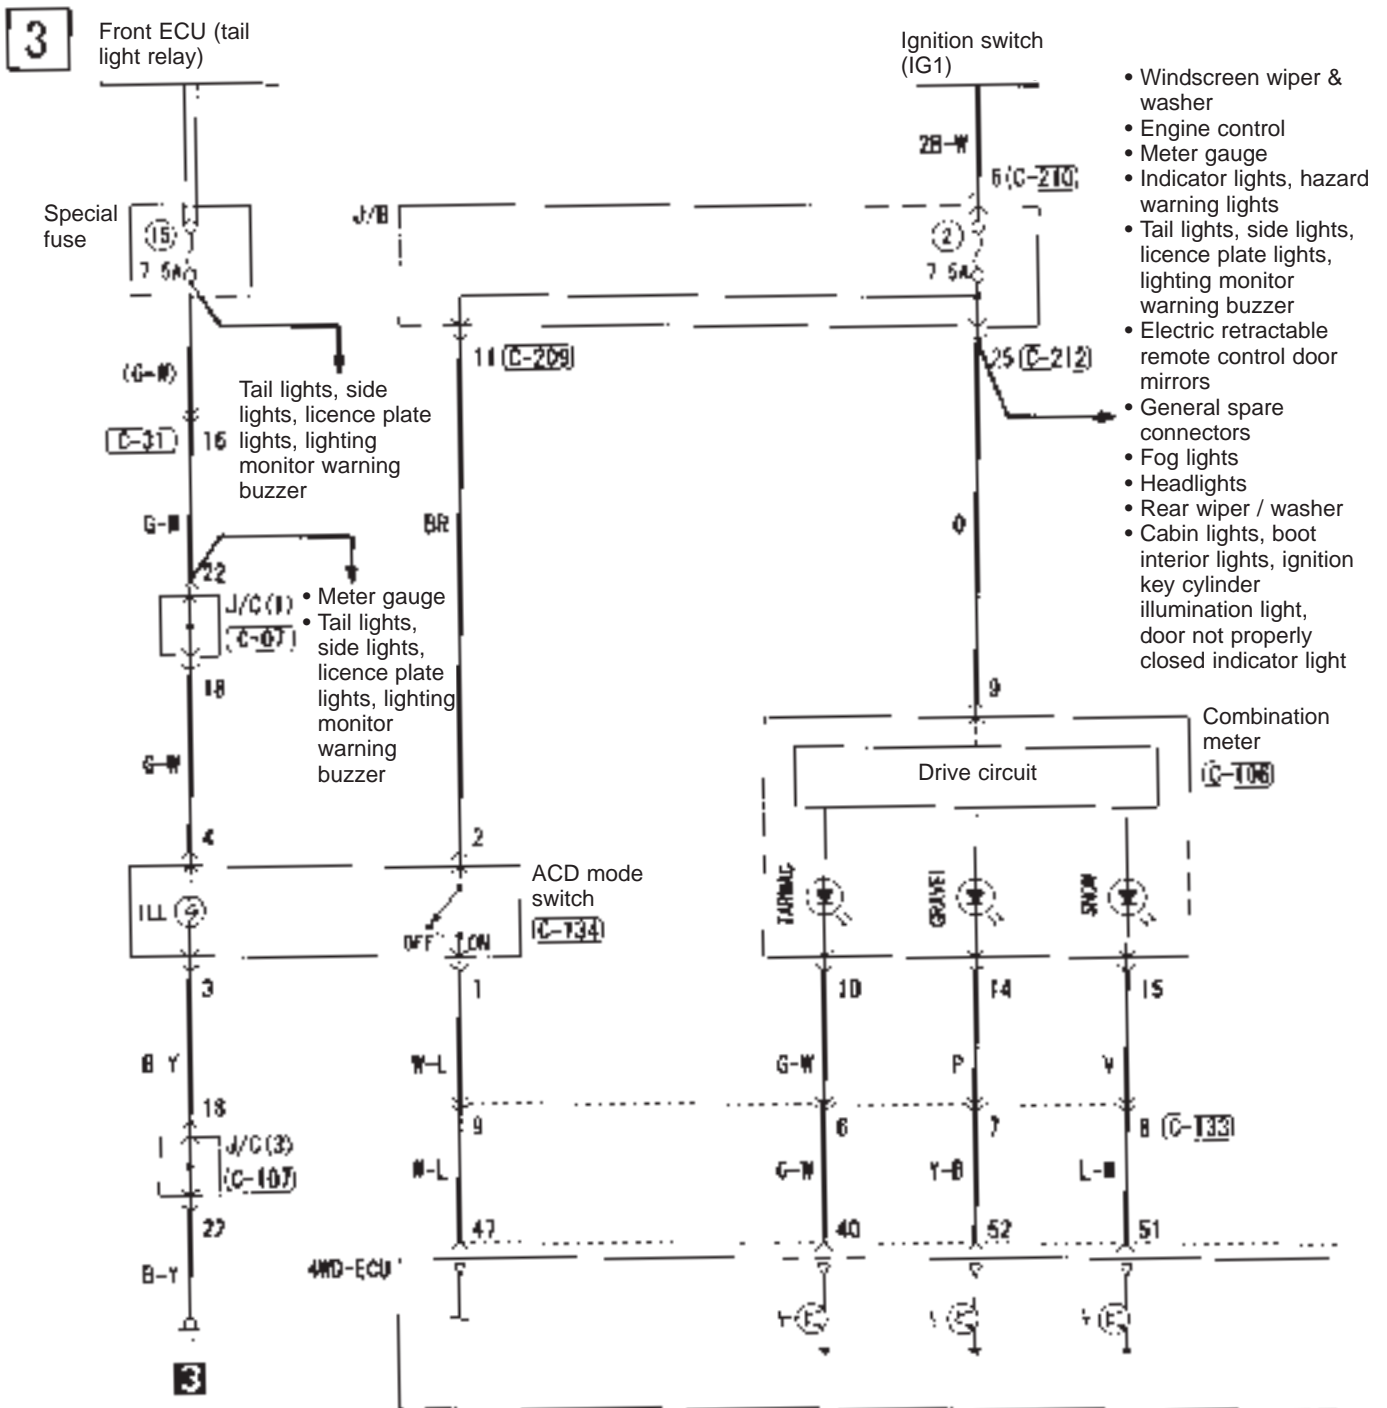 3
Front ECU (tail
light relay)
Ignition switch
(IG1)
• Windscreen wiper &
washer
• Engine control
• Meter gauge
• Indicator lights, hazard
warning lights
• Tail lights, side lights,
licence plate lights,
lighting monitor
warning buzzer
• Electric retractable
remote control door
mirrors
• General spare
connectors
• Fog lights
• Headlights
• Rear wiper / washer
• Cabin lights, boot
interior lights, ignition
key cylinder
illumination light,
door not properly
closed indicator light
2B-W
6 (C-210)
Special
fuse
15
7.5A
J/B
2
7.5A
11 (C-209)
25 (C-212)
(G-W)
Tail lights, side
lights, licence plate
lights, lighting
monitor warning
buzzer
C-31 16
G-W
BR
O
22
J/C(1)
C-07
• Meter gauge
• Tail lights,
side lights,
licence plate
lights, lighting
monitor
warning
buzzer
18
G-W
9
Combination
meter
C-106
Drive circuit
4
2
ACD mode
switch
C-134
ILL
OFF ON
TARMAC
GRAVEL
SNOW
3
1
10
14
15
B-Y
W-L
G-W
P
V
18
9
6
7
8 (C-133)
J/C(3)
C-107
W-L
G-W
Y-B
L-W
27
47
40
52
51
B-Y
4WD-ECU
3